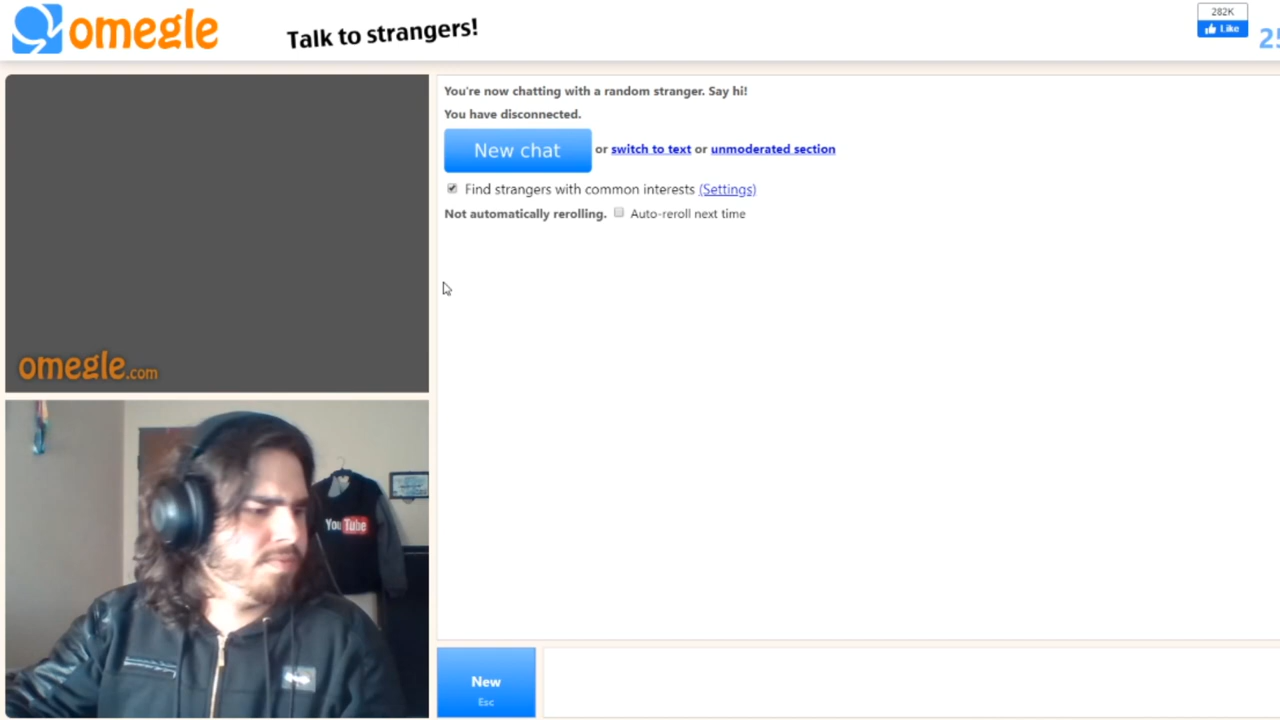 omegle
Talk to strangers!
282K
Like
25
You're now chatting with a random stranger. Say hi!
You have disconnected.
New chat or switch to text or unmoderated section
Find strangers with common interests (Settings)
Not automatically rerolling. Auto-reroll next time
omegle.com
YouTube
New
Esc